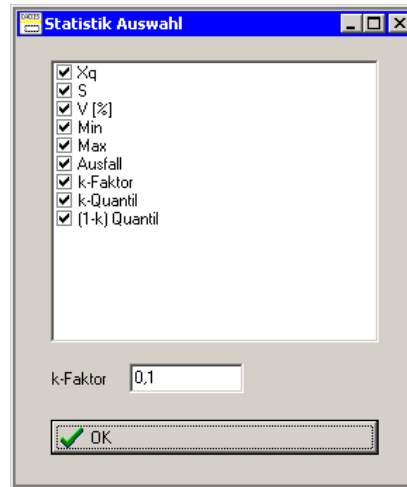 Statistik Auswahl
Xq
S
V [%]
Min
Max
Ausfall
k-Faktor
k-Quantil
(1-k) Quantil
k-Faktor 0,1
OK